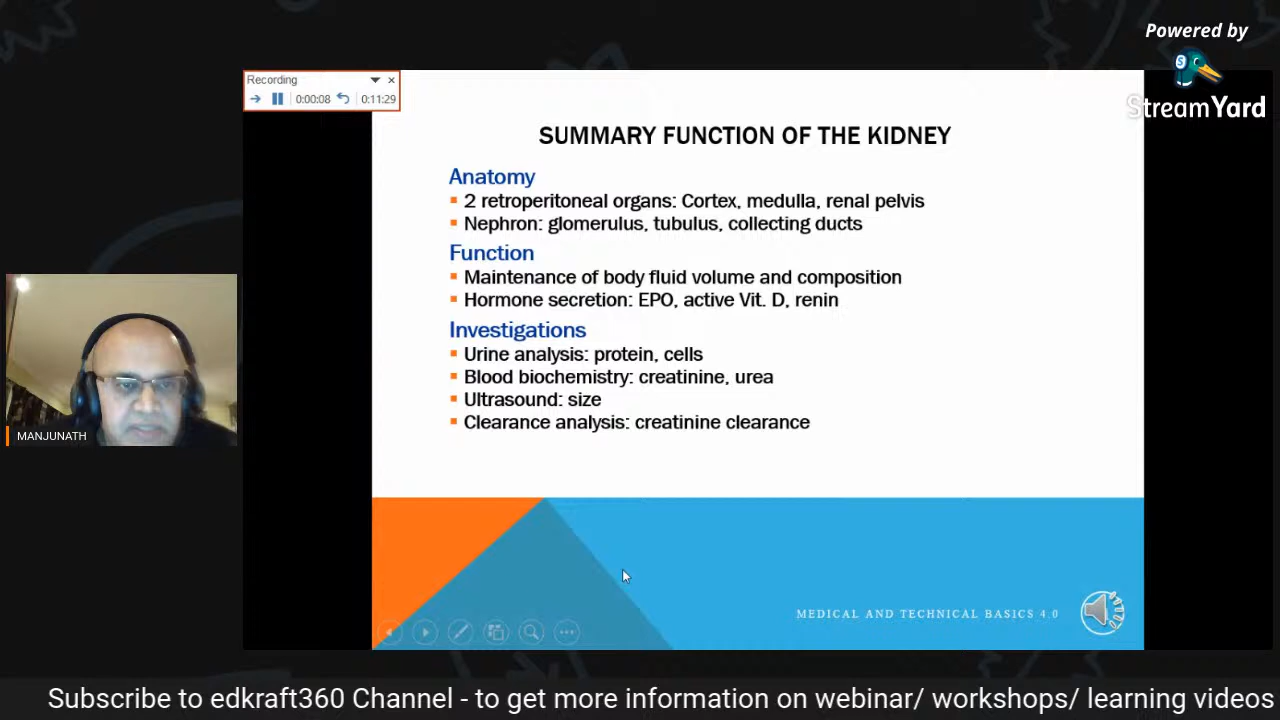 Powered by
StreamYard
Recording
0:00:08 0:11:29
SUMMARY FUNCTION OF THE KIDNEY
Anatomy
2 retroperitoneal organs: Cortex, medulla, renal pelvis
Nephron: glomerulus, tubulus, collecting ducts
Function
Maintenance of body fluid volume and composition
Hormone secretion: EPO, active Vit. D, renin
Investigations
Urine analysis: protein, cells
Blood biochemistry: creatinine, urea
Ultrasound: size
Clearance analysis: creatinine clearance
MANJUNATH
MEDICAL AND TECHNICAL BASICS 4.0
Subscribe to edkraft360 Channel - to get more information on webinar/ workshops/ learning videos